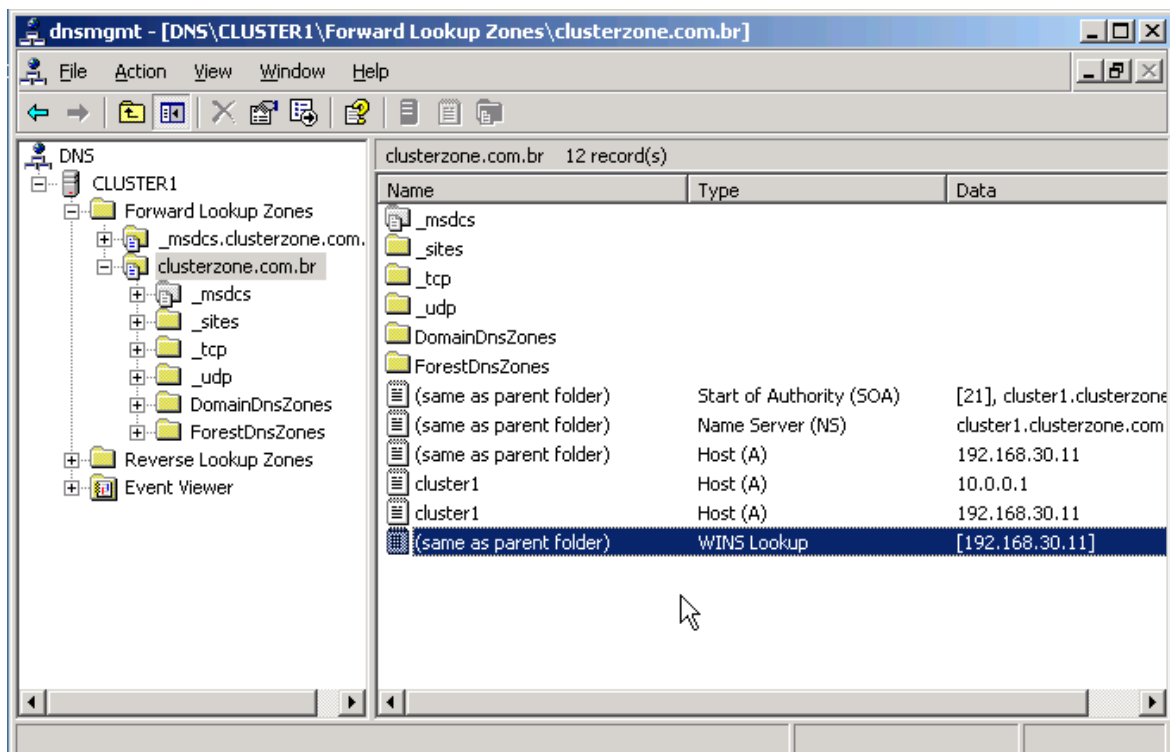 dnsmgmt - [DNS\CLUSTER1\Forward Lookup Zones\clusterzone.com.br]
File Action View Window Help
DNS
CLUSTER1
Forward Lookup Zones
_msdcs.clusterzone.com.
clusterzone.com.br
_msdcs
_sites
_tcp
_udp
DomainDnsZones
ForestDnsZones
Reverse Lookup Zones
Event Viewer
clusterzone.com.br 12 record(s)
Name Type Data
_msdcs
_sites
_tcp
_udp
DomainDnsZones
ForestDnsZones
(same as parent folder) Start of Authority (SOA) [21], cluster1.clusterzone
(same as parent folder) Name Server (NS) cluster1.clusterzone.com
(same as parent folder) Host (A) 192.168.30.11
cluster1 Host (A) 10.0.0.1
cluster1 Host (A) 192.168.30.11
(same as parent folder) WINS Lookup [192.168.30.11]